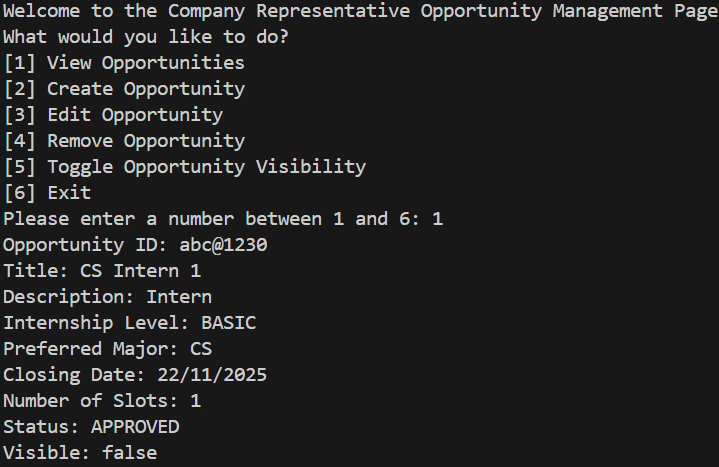 Welcome to the Company Representative Opportunity Management Page
What would you like to do?
[1] View Opportunities
[2] Create Opportunity
[3] Edit Opportunity
[4] Remove Opportunity
[5] Toggle Opportunity Visibility
[6] Exit
Please enter a number between 1 and 6: 1
Opportunity ID: abc@1230
Title: CS Intern 1
Description: Intern
Internship Level: BASIC
Preferred Major: CS
Closing Date: 22/11/2025
Number of Slots: 1
Status: APPROVED
Visible: false